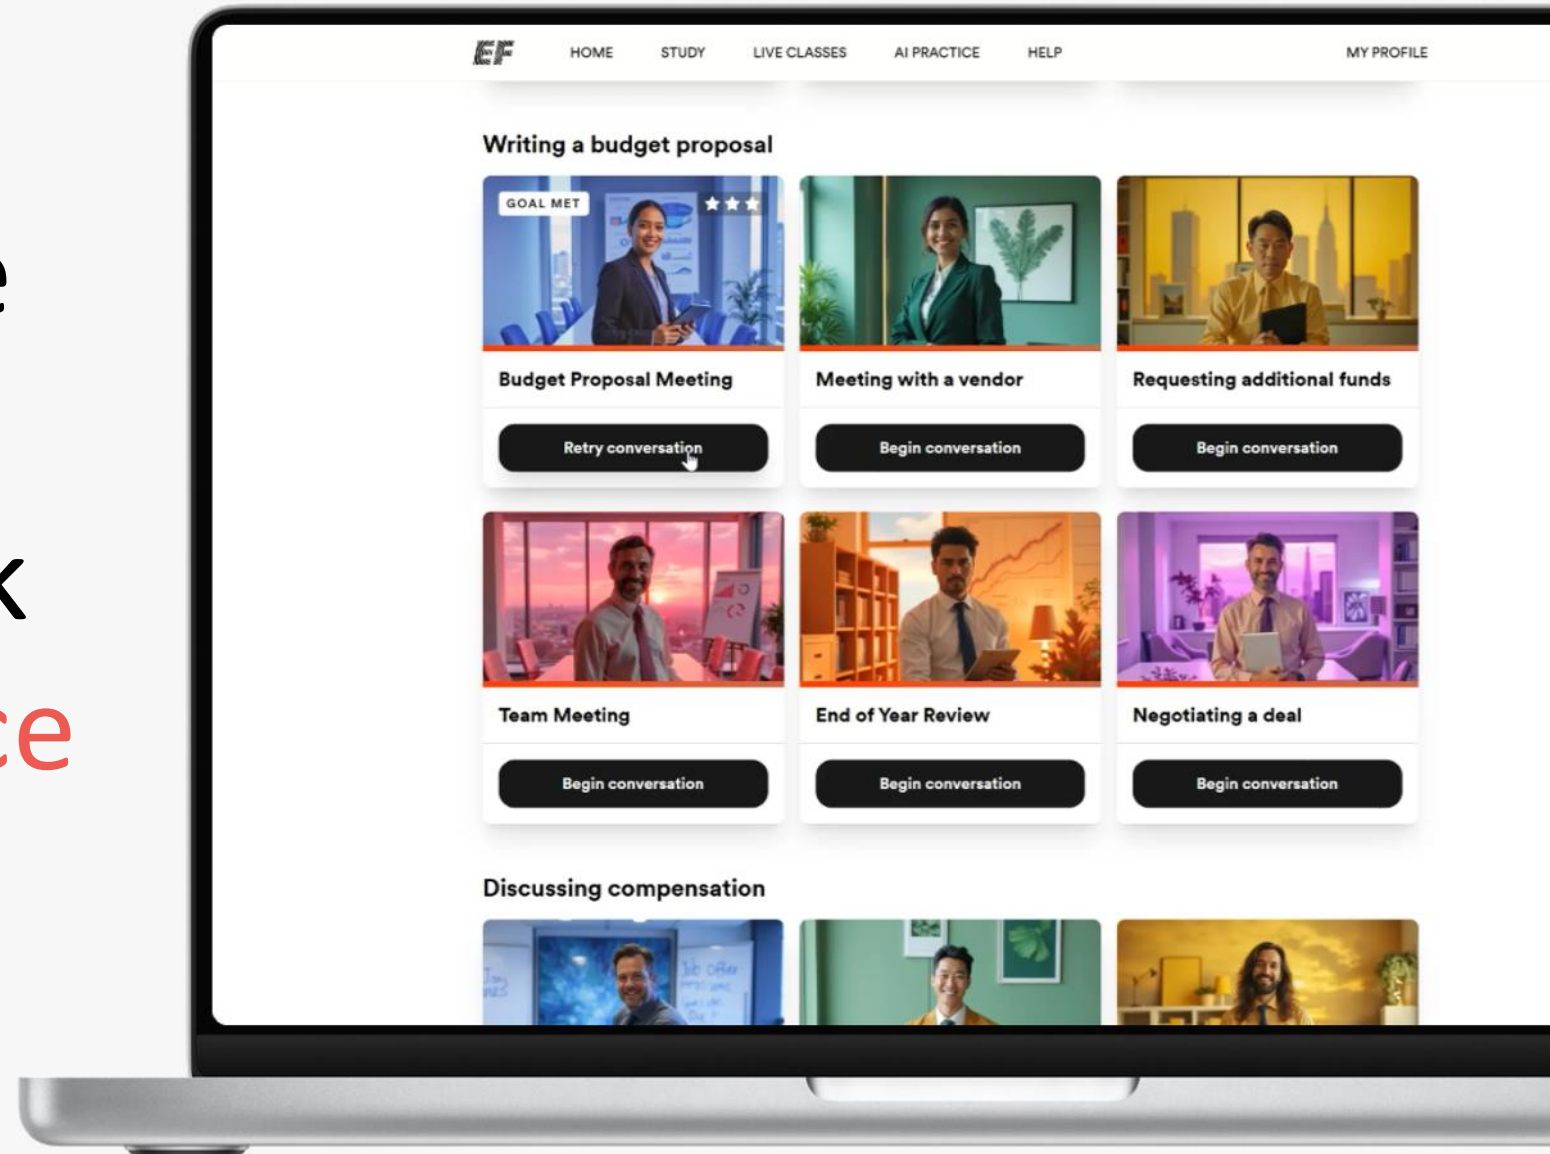 EF
HOME
STUDY
LIVE CLASSES
AI PRACTICE
HELP
MY PROFILE
e
k
ce
Writing a budget proposal
GOAL MET
Budget Proposal Meeting
Meeting with a vendor
Requesting additional funds
Retry conversation
Begin conversation
Begin conversation
Team Meeting
End of Year Review
Negotiating a deal
Begin conversation
Begin conversation
Begin conversation
Discussing compensation
Job offer